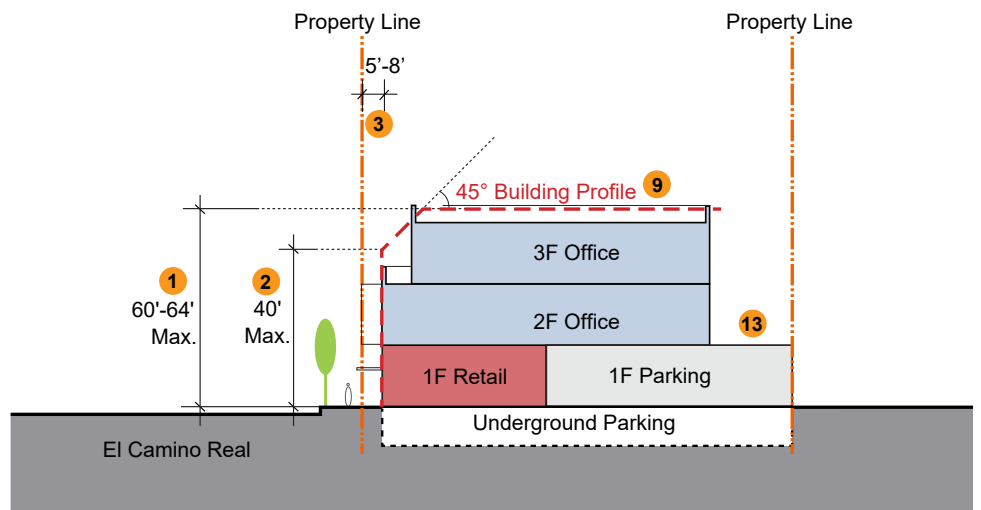 Property Line
Property Line
5'-8'
3
45° Building Profile
9
3F Office
1
60'-64'
Max.
2
40'
Max.
2F Office
13
1F Retail
1F Parking
Underground Parking
El Camino Real